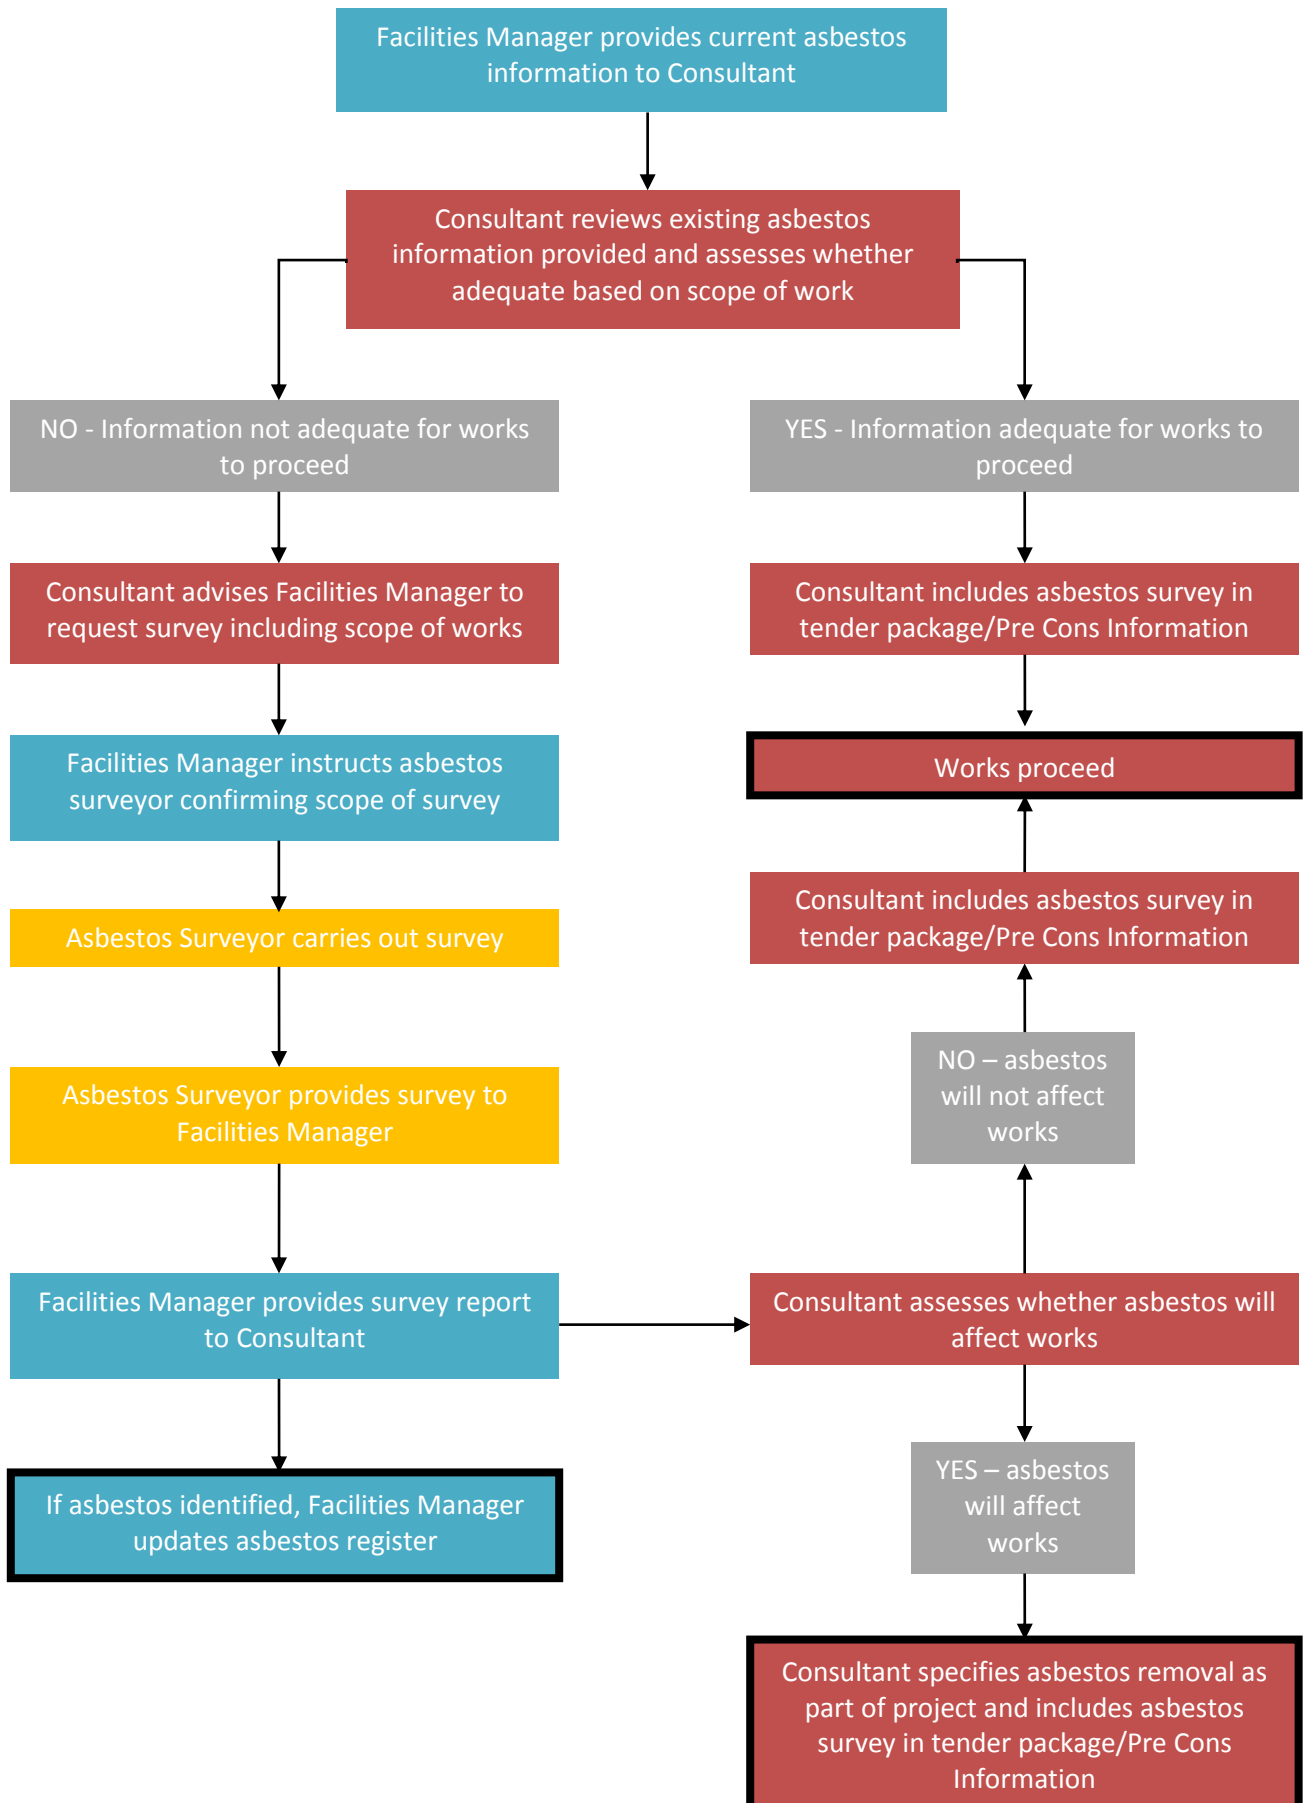 Facilities Manager provides current asbestos
information to Consultant
Consultant reviews existing asbestos
information provided and assesses whether
adequate based on scope of work
NO - Information not adequate for works
to proceed
YES - Information adequate for works to
proceed
Consultant advises Facilities Manager to
request survey including scope of works
Consultant includes asbestos survey in
tender package/Pre Cons Information
Facilities Manager instructs asbestos
surveyor confirming scope of survey
Works proceed
Asbestos Surveyor carries out survey
Consultant includes asbestos survey in
tender package/Pre Cons Information
NO – asbestos
will not affect
works
Asbestos Surveyor provides survey to
Facilities Manager
Facilities Manager provides survey report
to Consultant
Consultant assesses whether asbestos will
affect works
YES – asbestos
will affect
works
If asbestos identified, Facilities Manager
updates asbestos register
Consultant specifies asbestos removal as
part of project and includes asbestos
survey in tender package/Pre Cons
Information